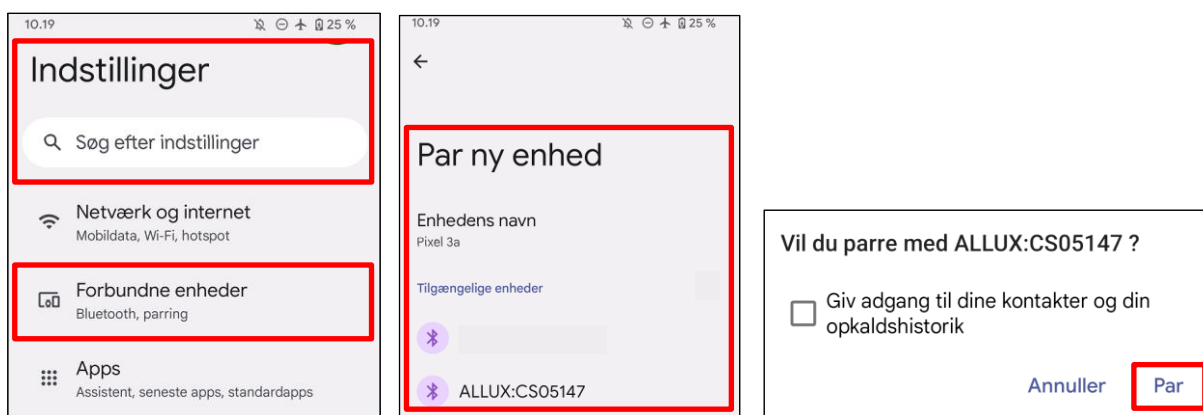 10.19 25 %
Indstillinger
Søg efter indstillinger
Netværk og internet
Mobildata, Wi-Fi, hotspot
Forbundne enheder
Bluetooth, parring
Apps
Assistent, seneste apps, standardapps
10.19 25 %
Par ny enhed
Enhedens navn
Pixel 3a
Tilgængelige enheder
ALLUX:CS05147
Vil du parre med ALLUX:CS05147 ?
Giv adgang til dine kontakter og din
opkaldshistorik
Annuller Par